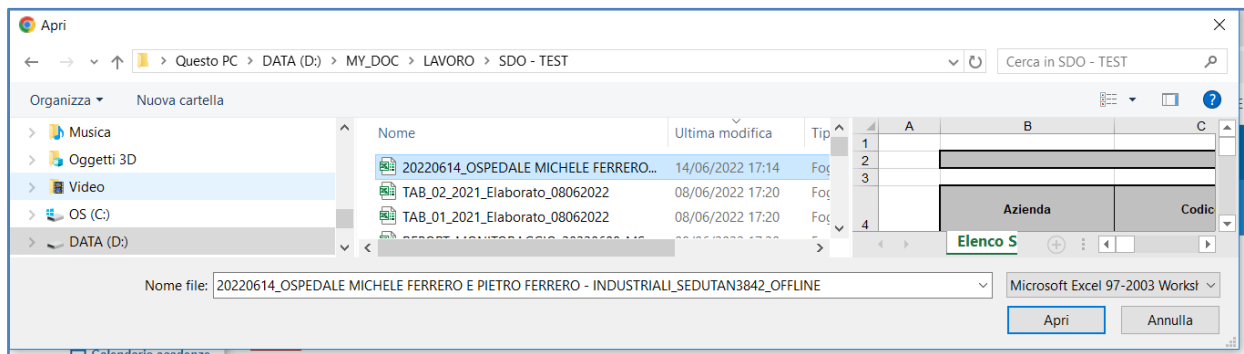 Apri
Questo PC > DATA (D:) > MY_DOC > LAVORO > SDO - TEST
Cerca in SDO - TEST
Organizza
Nuova cartella
Musica
Oggetti 3D
Video
OS (C:)
DATA (D:)
Nome
Ultima modifica
Tip
20220614_OSPEDALE MICHELE FERRERO...
14/06/2022 17:14
Fog
TAB_02_2021_Elaborato_08062022
08/06/2022 17:20
Fog
TAB_01_2021_Elaborato_08062022
08/06/2022 17:20
Fog
A B C
1
2
3
4
Azienda
Codic
Elenco S
Nome file:
20220614_OSPEDALE MICHELE FERRERO E PIETRO FERRERO - INDUSTRIALI_SEDUTAN3842_OFFLINE
Microsoft Excel 97-2003 Worksh
Apri
Annulla